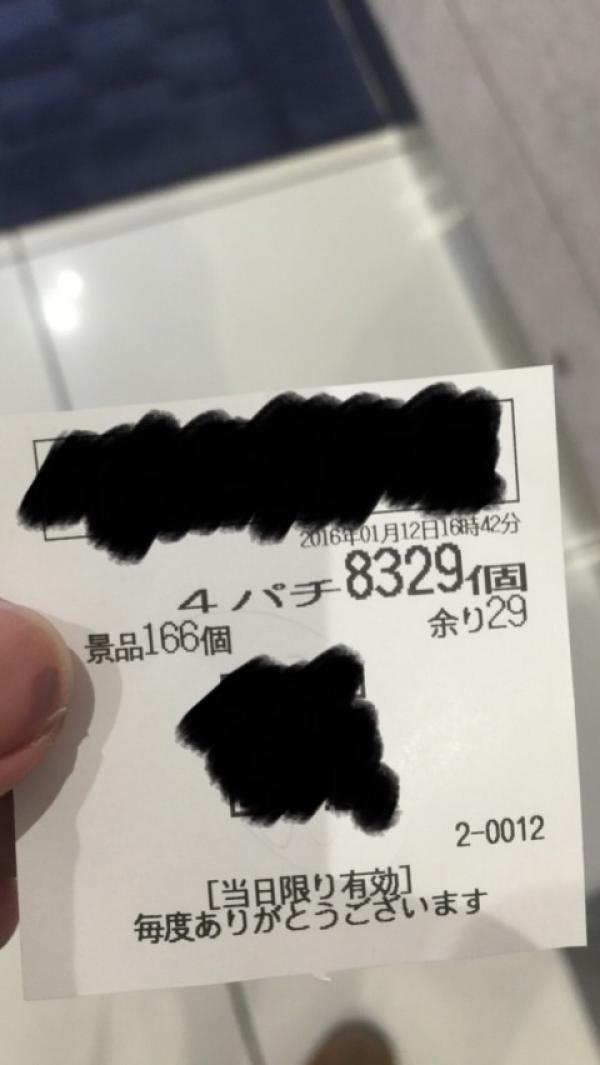 2016年01月12日16時42分
4パチ8329個
景品166個 余り29
2-0012
[当日限り有効]
毎度ありがとうございます